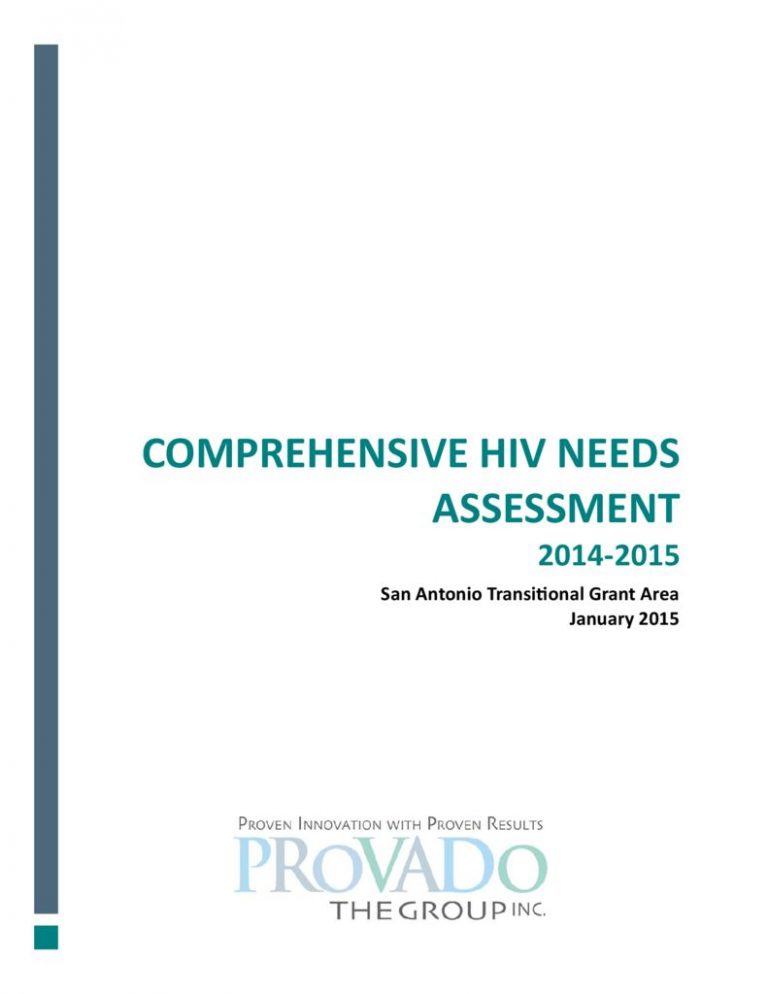 COMPREHENSIVE HIV NEEDS
ASSESSMENT
2014-2015
San Antonio Transitional Grant Area
January 2015
PROVEN INNOVATION WITH PROVEN RESULTS
PROVADO
THE GROUP INC.